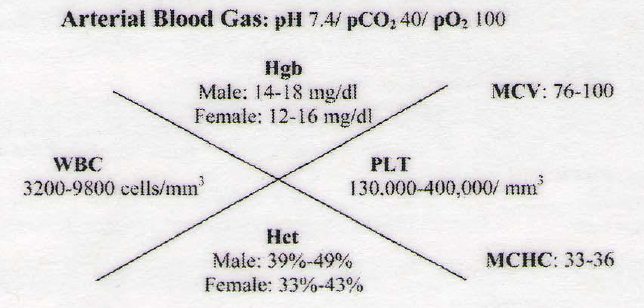 Arterial Blood Gas: pH 7.4/ pCO₂ 40/ pO₂ 100
Hgb
Male: 14-18 mg/dl
Female: 12-16 mg/dl
MCV: 76-100
WBC
3200-9800 cells/mm³
PLT
130,000-400,000/ mm³
Hct
Male: 39%-49%
Female: 33%-43%
MCHC: 33-36